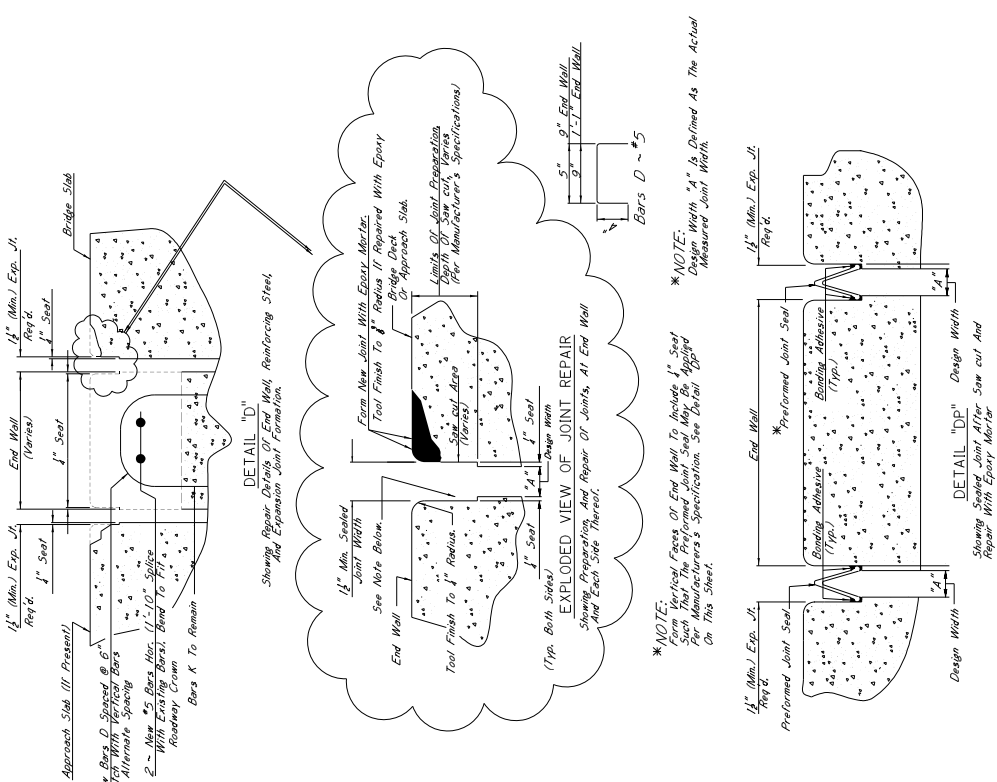 1½" (Min.) Exp. Jt.
Req'd.
¼" Seat
End Wall
(Varies)
¼" Seat
1½" (Min.) Exp. Jt.
Req'd.
¼" Seat
Bridge Slab
Approach Slab (If Present)
Bars D Spaced @ 6"
With Vertical Bars
Alternate Spacing
2 ~ New #5 Bars Hor. (1'-10" Splice
With Existing Bars), Bend To Fit
Roadway Crown
Bars K To Remain
DETAIL "D"
Showing Repair Details Of End Wall, Reinforcing Steel,
And Expansion Joint Formation.
1½" Min. Sealed
Joint Width
See Note Below.
End Wall
Tool Finish To ¼" Radius.
¼" Seat
(Typ. Both Sides)
Form New Joint With Epoxy Mortar.
Radius If Repaired With Epoxy
Tool Finish To
Bridge Deck
Or Approach Slab.
Limits Of Joint Preparation,
Depth Of Saw cut, Varies
(Per Manufacturer's Specifications)
Saw cut Area
(Varies)
¼" Seat
"A"
Design Width
EXPLODED VIEW OF JOINT REPAIR
Showing Preparation, And Repair Of Joints, At End Wall
And Each Side Thereof.
5" 9" End Wall
9" 1'-1" End Wall
"A"
Bars D ~ #5
*NOTE:
Form Vertical Faces Of End Wall To Include ¼" Seat
Such That The Preformed Joint Seal May Be Applied
Per Manufacturer's Specification. See Detail "DP"
On This Sheet.
*NOTE:
Design Width "A" Is Defined As The Actual
Measured Joint Width.
1½" (Min.) Exp. Jt.
Req'd.
Preformed Joint Seal
End Wall
*Preformed Joint Seal
1½" (Min.) Exp. Jt.
Req'd.
Bonding Adhesive
(Typ.)
Bonding Adhesive
(Typ.)
"A"
Design Width
"A"
Design Width
DETAIL "DP"
Showing Sealed Joint After Saw cut And
Repair With Epoxy Mortar